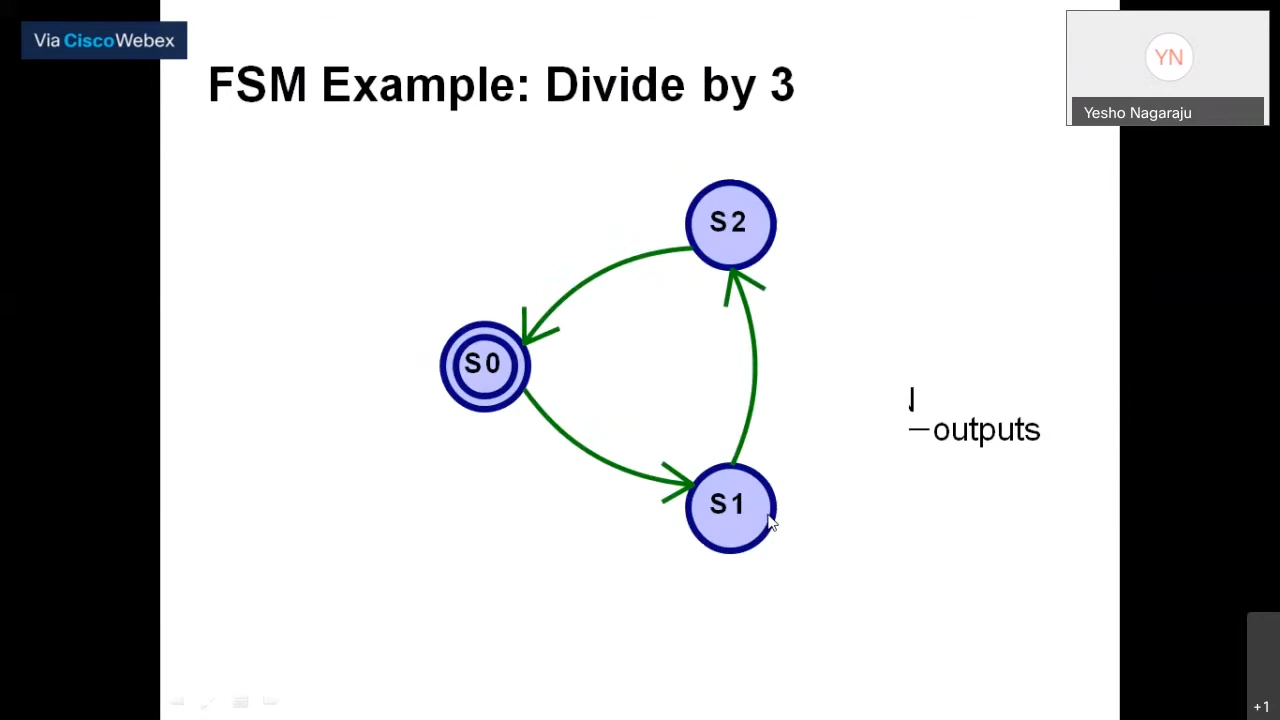 Via CiscoWebex
YN
Yesho Nagaraju
FSM Example: Divide by 3
S2
S0
outputs
S1
+1